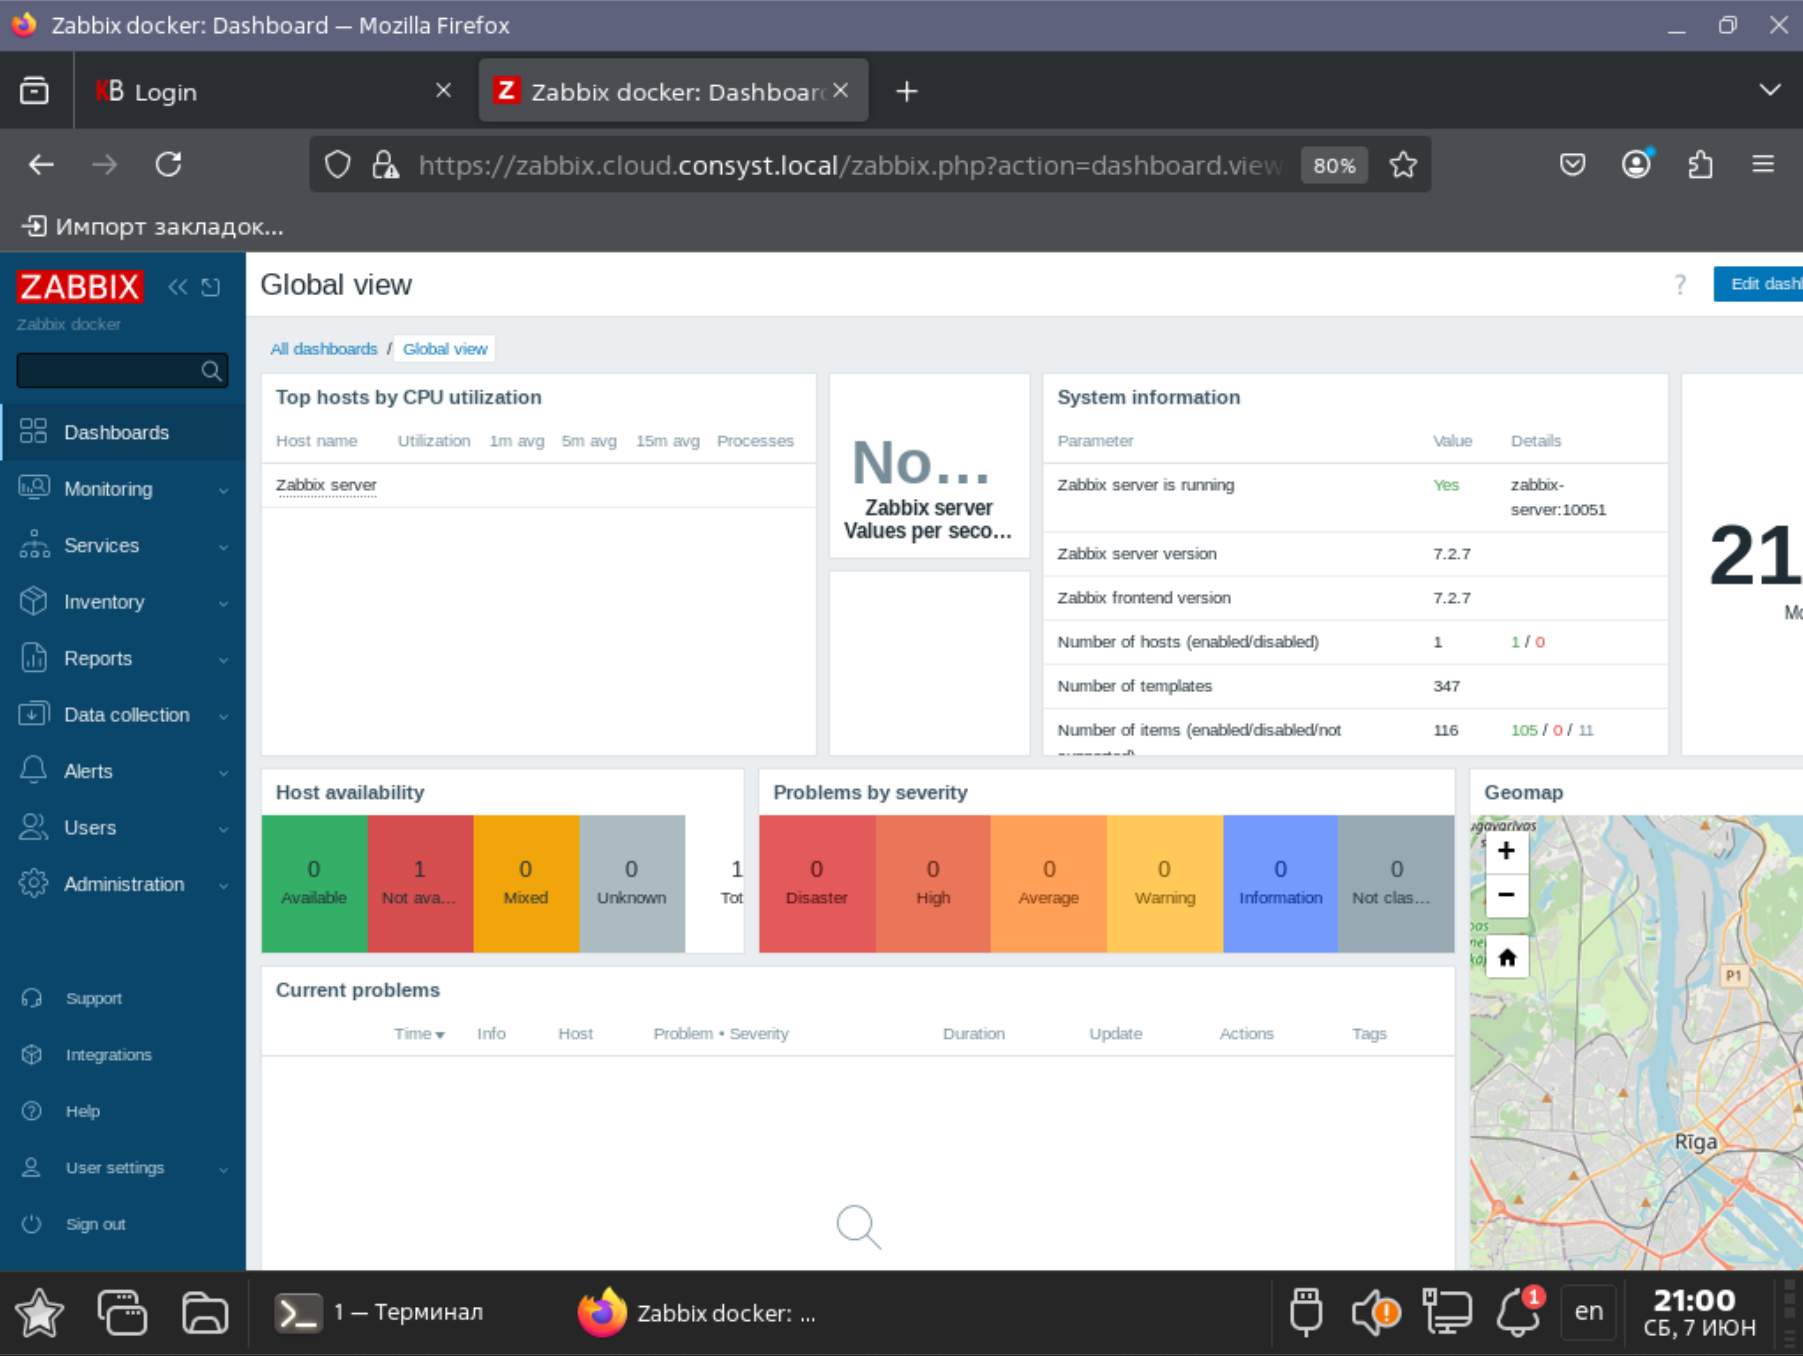 Zabbix docker: Dashboard — Mozilla Firefox
KB Login
Z Zabbix docker: Dashboar
https://zabbix.cloud.consyst.local/zabbix.php?action=dashboard.view
80%
Импорт закладок...
ZABBIX
Zabbix docker
Dashboards
Monitoring
Services
Inventory
Reports
Data collection
Alerts
Users
Administration
Support
Integrations
Help
User settings
Sign out
Global view
?
Edit dash
All dashboards / Global view
Top hosts by CPU utilization
Host name Utilization 1m avg 5m avg 15m avg Processes
Zabbix server
No...
Zabbix server
Values per seco...
System information
Parameter Value Details
Zabbix server is running Yes zabbix-
server:10051
Zabbix server version 7.2.7
Zabbix frontend version 7.2.7
Number of hosts (enabled/disabled) 1 1 / 0
Number of templates 347
Number of items (enabled/disabled/not 116 105 / 0 / 11
21
Host availability
0 Available
1 Not ava...
0 Mixed
0 Unknown
1 Tot
Problems by severity
0 Disaster
0 High
0 Average
0 Warning
0 Information
0 Not clas...
Geomap
+
−
P1
Rīga
Current problems
Time Info Host Problem • Severity Duration Update Actions Tags
1 — Терминал
Zabbix docker: ...
1
en
21:00
СБ, 7 ИЮН